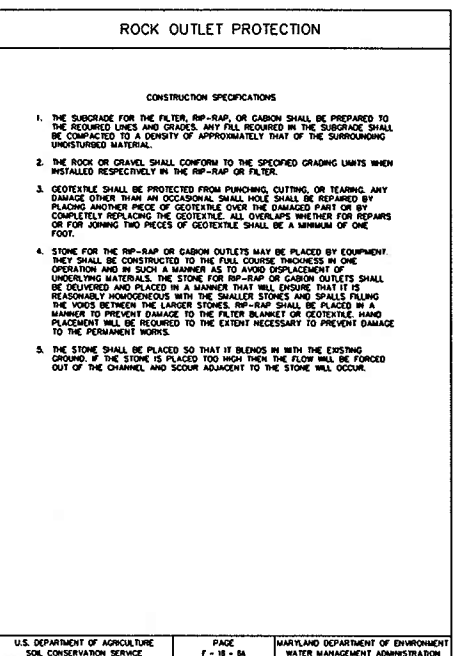 ROCK OUTLET PROTECTION
CONSTRUCTION SPECIFICATIONS
1. THE SUBGRADE FOR THE FILTER, RIP-RAP, OR GABION SHALL BE PREPARED TO
THE REQUIRED LINES AND GRADES. ANY FILL REQUIRED IN THE SUBGRADE SHALL
BE COMPACTED TO A DENSITY OF APPROXIMATELY THAT OF THE SURROUNDING
UNDISTURBED MATERIAL.
2. THE ROCK OR GRAVEL SHALL CONFORM TO THE SPECIFIED GRADING LIMITS WHEN
INSTALLED RESPECTIVELY IN THE RIP-RAP OR FILTER.
3. GEOTEXTILE SHALL BE PROTECTED FROM PUNCHING, CUTTING, OR TEARING. ANY
DAMAGE OTHER THAN AN OCCASIONAL SMALL HOLE SHALL BE REPAIRED BY
PLACING ANOTHER PIECE OF GEOTEXTILE OVER THE DAMAGED PART OR BY
COMPLETELY REPLACING THE GEOTEXTILE. ALL OVERLAPS WHETHER FOR REPAIRS
OR FOR JOINING TWO PIECES OF GEOTEXTILE SHALL BE A MINIMUM OF ONE
FOOT.
4. STONE FOR THE RIP-RAP OR GABION OUTLETS MAY BE PLACED BY EQUIPMENT.
THEY SHALL BE CONSTRUCTED TO THE FULL COURSE THICKNESS IN ONE
OPERATION AND IN SUCH A MANNER AS TO AVOID DISPLACEMENT OF
UNDERLYING MATERIALS. THE STONE FOR RIP-RAP OR GABION OUTLETS SHALL
BE DELIVERED AND PLACED IN A MANNER THAT WILL ENSURE THAT IT IS
REASONABLY HOMOGENEOUS WITH THE SMALLER STONES AND SPALLS FILLING
THE VOIDS BETWEEN THE LARGER STONES. RIP-RAP SHALL BE PLACED IN A
MANNER TO PREVENT DAMAGE TO THE FILTER BLANKET OR GEOTEXTILE. HAND
PLACEMENT WILL BE REQUIRED TO THE EXTENT NECESSARY TO PREVENT DAMAGE
TO THE PERMANENT WORKS.
5. THE STONE SHALL BE PLACED SO THAT IT BLENDS IN WITH THE EXISTING
GROUND. IF THE STONE IS PLACED TOO HIGH THEN THE FLOW WILL BE FORCED
OUT OF THE CHANNEL AND SCOUR ADJACENT TO THE STONE WILL OCCUR.
U.S. DEPARTMENT OF AGRICULTURE
SOIL CONSERVATION SERVICE
PAGE
F - 18 - 8A
MARYLAND DEPARTMENT OF ENVIRONMENT
WATER MANAGEMENT ADMINISTRATION